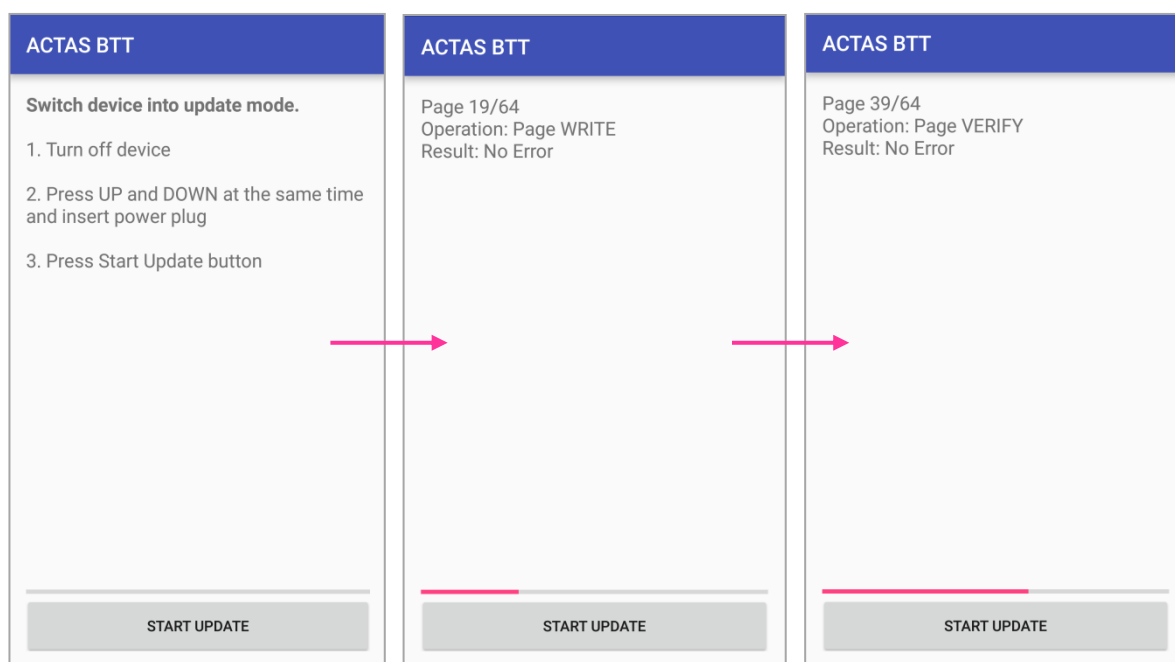 ACTAS BTT
Switch device into update mode.
1. Turn off device
2. Press UP and DOWN at the same time
and insert power plug
3. Press Start Update button
START UPDATE
ACTAS BTT
Page 19/64
Operation: Page WRITE
Result: No Error
START UPDATE
ACTAS BTT
Page 39/64
Operation: Page VERIFY
Result: No Error
START UPDATE